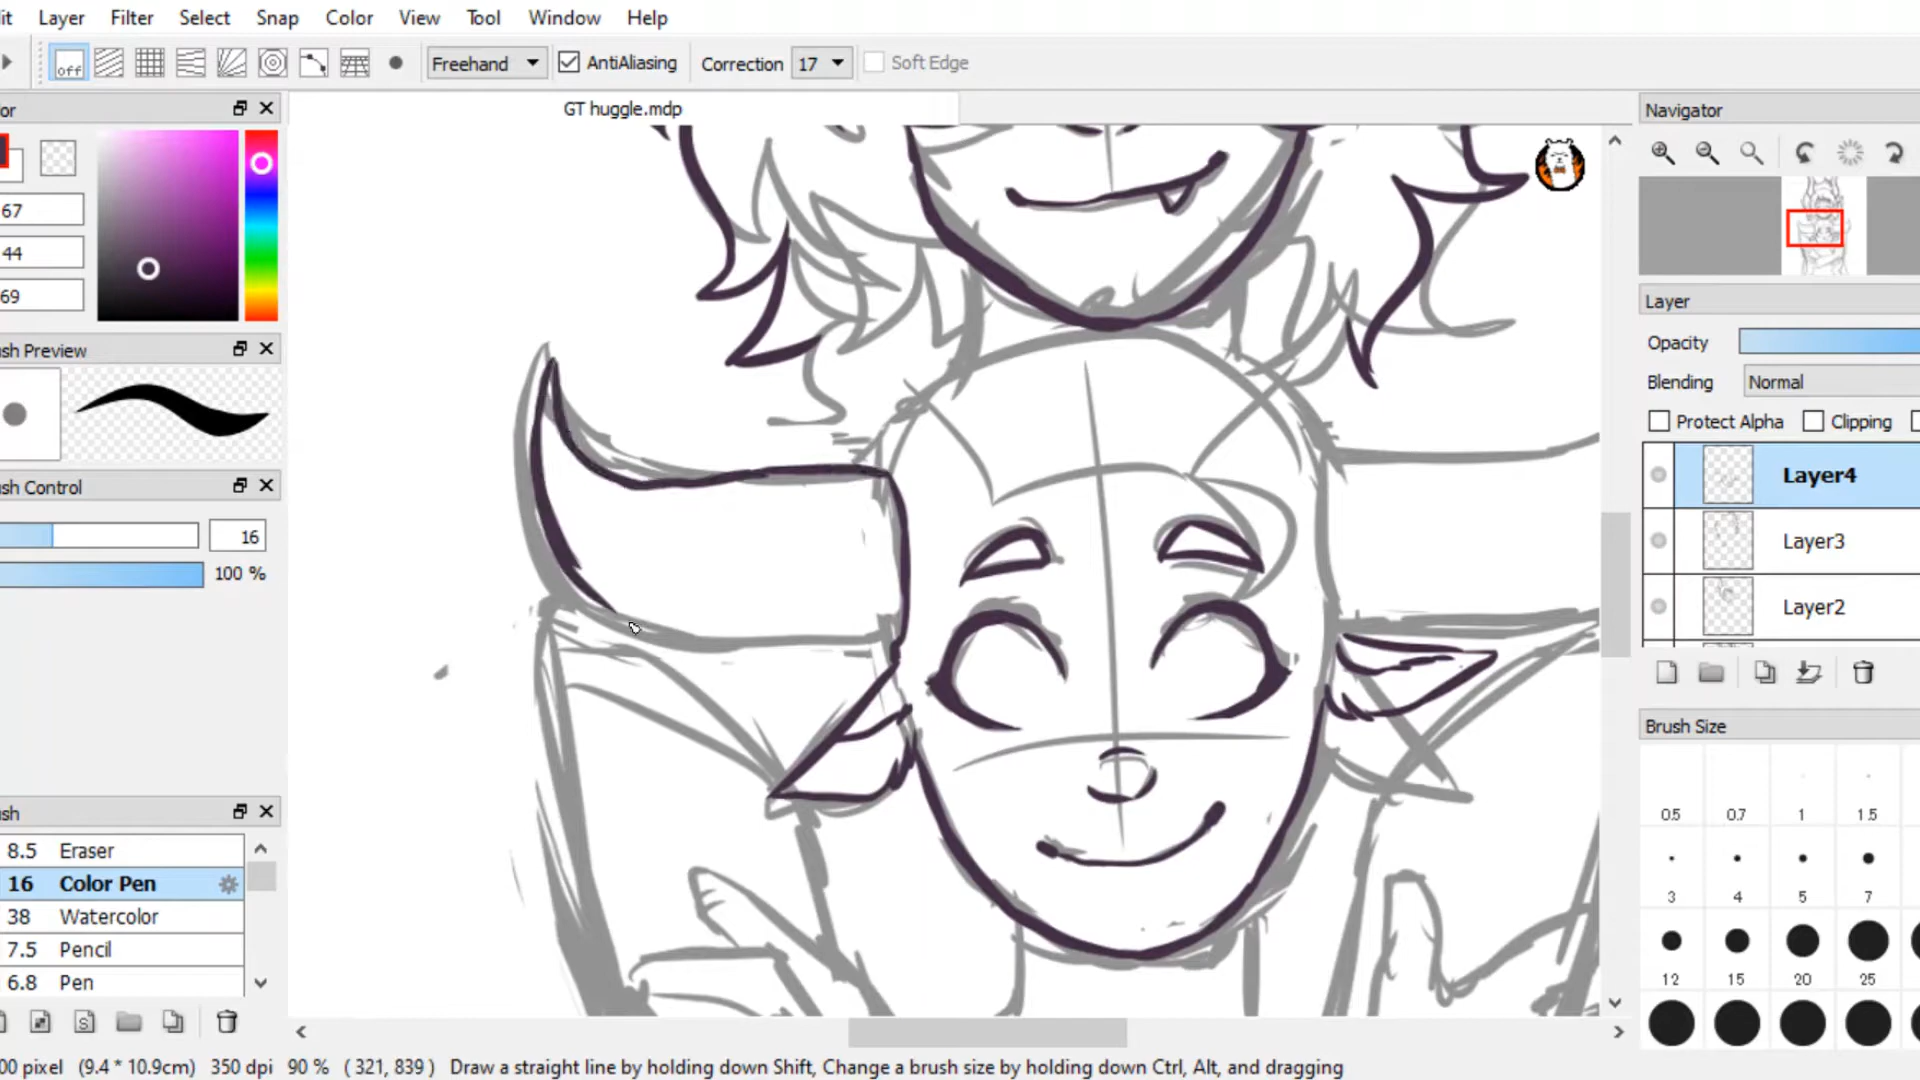 it Layer Filter Select Snap Color View Tool Window Help
off Freehand AntiAliasing Correction 17 Soft Edge
or
GT huggle.mdp
Navigator
67
44
69
Layer
Opacity
Blending Normal
Protect Alpha Clipping
Layer4
Layer3
Layer2
ush Preview
ush Control
16
100 %
Brush Size
0.5 0.7 1 1.5
3 4 5 7
12 15 20 25
ush
8.5 Eraser
16 Color Pen
38 Watercolor
7.5 Pencil
6.8 Pen
S
00 pixel (9.4 * 10.9cm) 350 dpi 90 % ( 321, 839 ) Draw a straight line by holding down Shift, Change a brush size by holding down Ctrl, Alt, and dragging